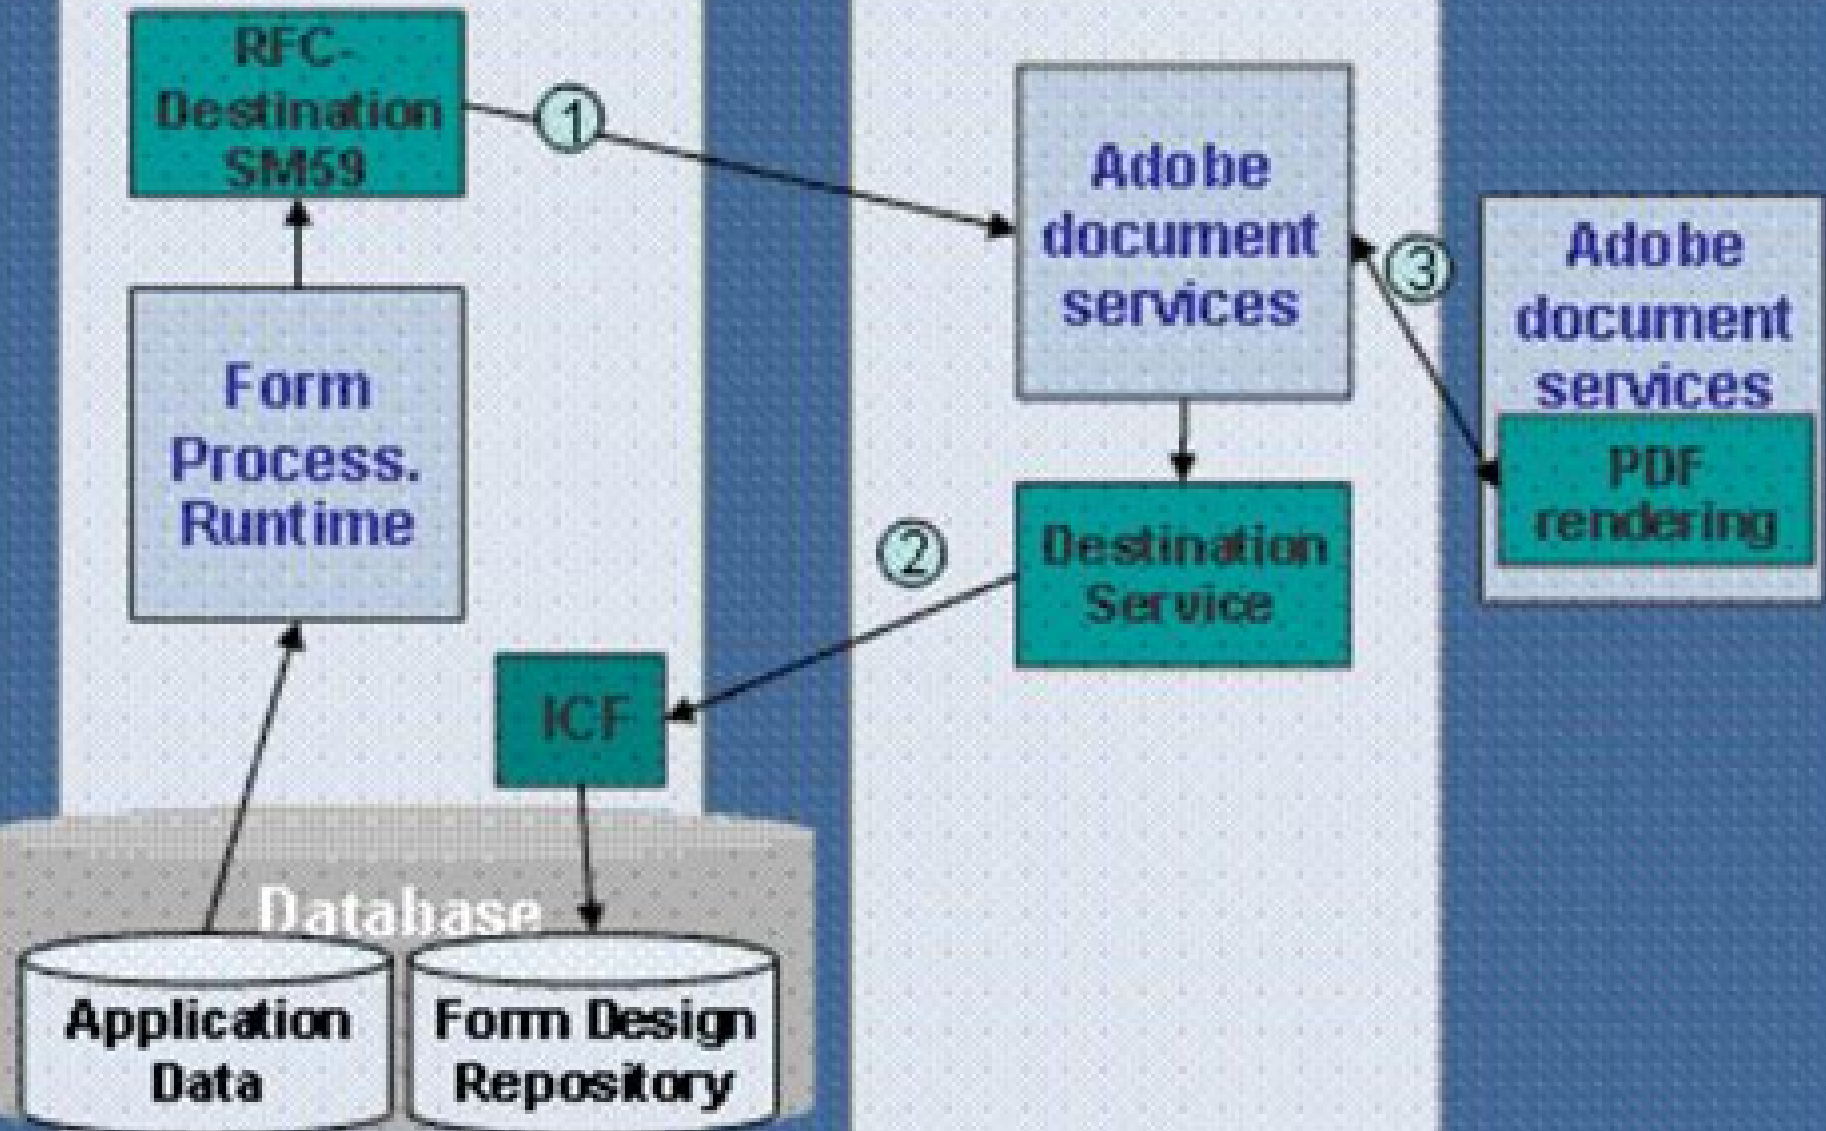 RFC-
Destination
SM59
1
Adobe
document
services
3
Adobe
document
services
PDF
rendering
Form
Process.
Runtime
2
Destination
Service
ICF
Database
Application
Data
Form Design
Repository